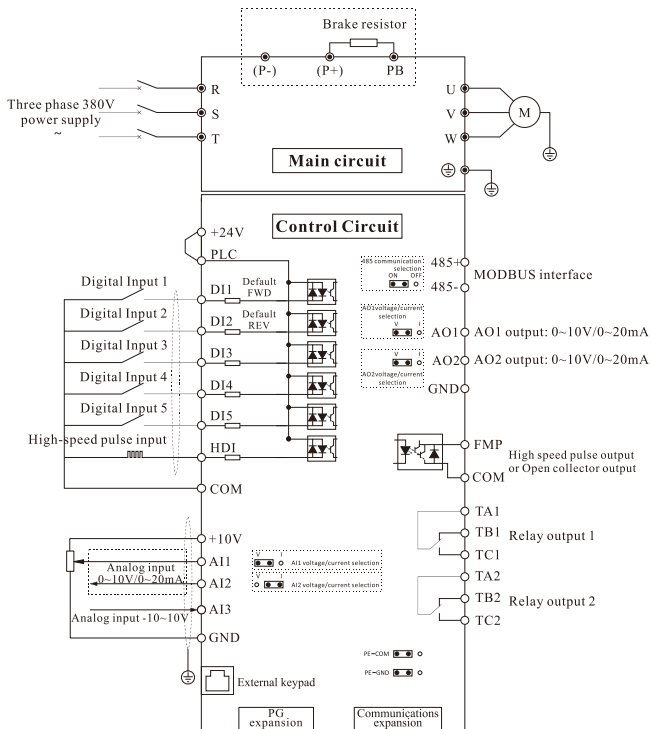 Brake resistor
(P-)
(P+)
PB
R
U
Three phase 380V
power supply
~
S
V
M
T
W
Main circuit
Control Circuit
+24V
PLC
485 communication
selection
ON OFF
485+
485-
MODBUS interface
Digital Input 1
DI1
Default
FWD
Digital Input 2
DI2
Default
REV
AO1voltage/current
selection
V I
AO1
AO1 output: 0~10V/0~20mA
Digital Input 3
DI3
V I
AO2
AO2 output: 0~10V/0~20mA
AO2voltage/current
selection
Digital Input 4
DI4
GND
Digital Input 5
DI5
High-speed pulse input
HDI
FMP
High speed pulse output
or Open collector output
COM
COM
TA1
TB1
Relay output 1
TC1
+10V
AI1
V I
AI1 voltage/current selection
Analog input
0~10V/0~20mA
AI2
V I
AI2 voltage/current selection
TA2
TB2
Relay output 2
TC2
AI3
Analog input -10~10V
GND
PE-COM
PE-GND
External keypad
PG
expansion
Communications
expansion